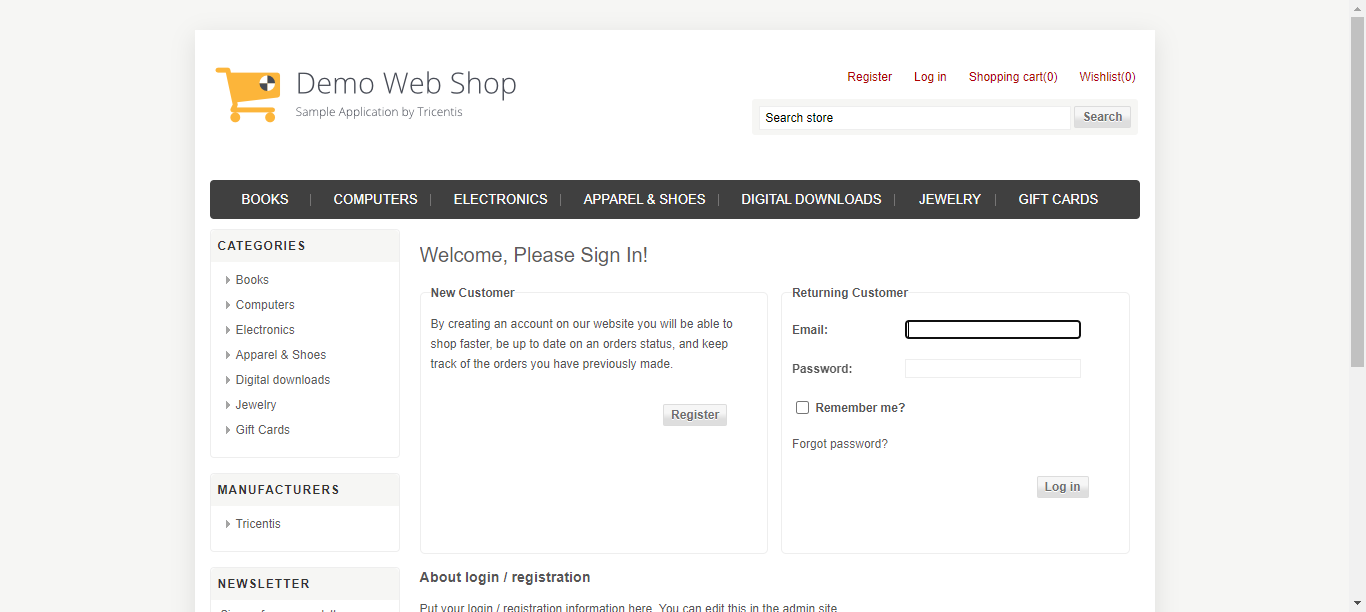 Demo Web Shop
Sample Application by Tricentis
Register Log in Shopping cart(0) Wishlist(0)
Search store Search
BOOKS COMPUTERS ELECTRONICS APPAREL & SHOES DIGITAL DOWNLOADS JEWELRY GIFT CARDS
CATEGORIES
Books
Computers
Electronics
Apparel & Shoes
Digital downloads
Jewelry
Gift Cards
MANUFACTURERS
Tricentis
NEWSLETTER
Welcome, Please Sign In!
New Customer
By creating an account on our website you will be able to
shop faster, be up to date on an orders status, and keep
track of the orders you have previously made.
Register
Returning Customer
Email:
Password:
Remember me?
Forgot password?
Log in
About login / registration
Put your login / registration information here. You can edit this in the admin site.